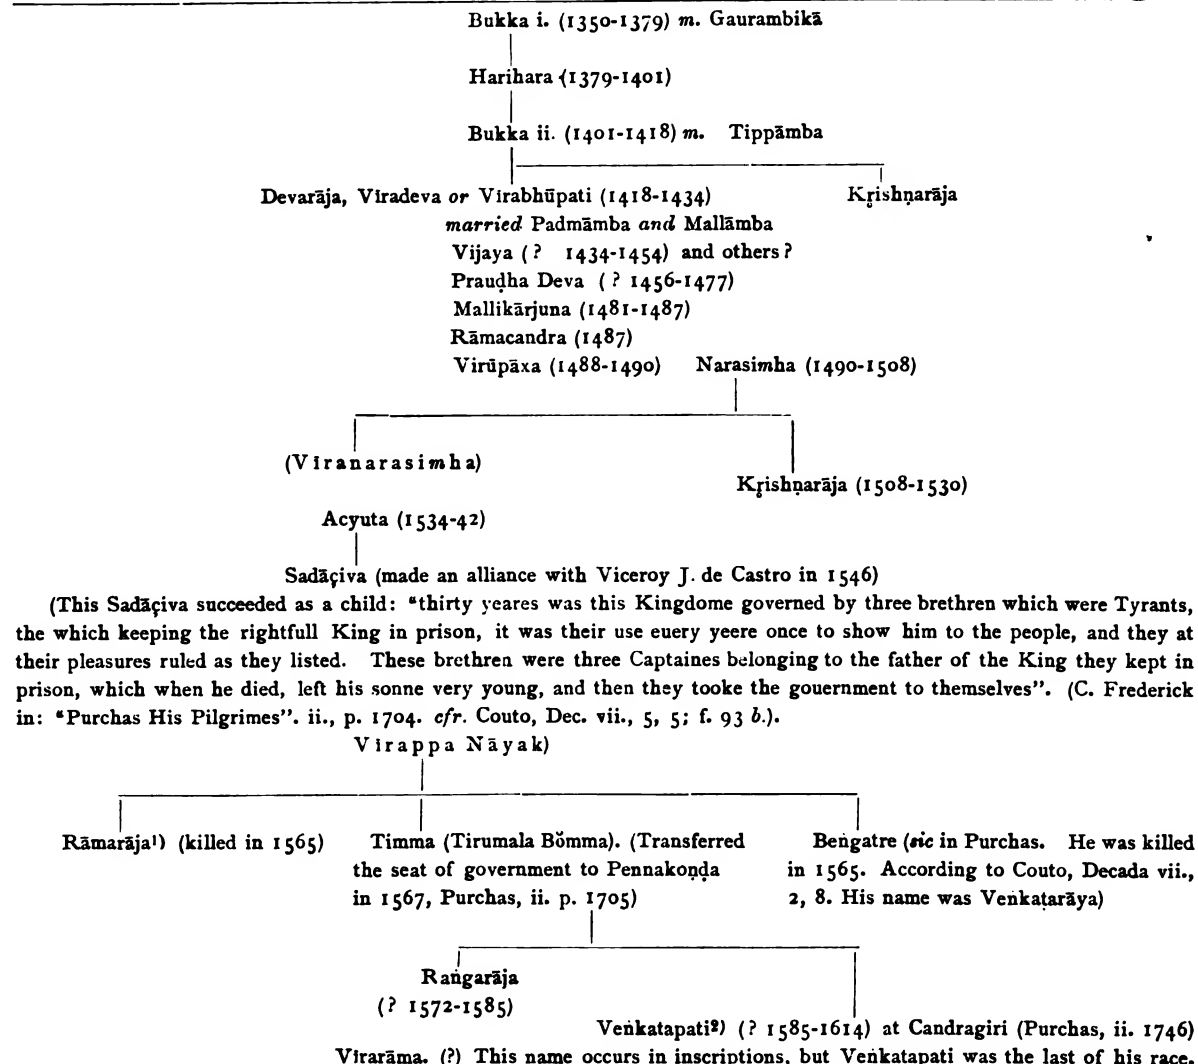 Bukka i. (1350-1379) m. Gaurambikā
Harihara (1379-1401)
Bukka ii. (1401-1418) m. Tippāmba
Devarāja, Vīradeva or Vīrabhūpati (1418-1434) Kr̥ishṇarāja
married Padmāmba and Mallāmba
Vijaya (? 1434-1454) and others?
Prauḍha Deva (? 1456-1477)
Mallikārjuna (1481-1487)
Rāmacandra (1487)
Virūpāxa (1488-1490) Narasimha (1490-1508)
(Vīranarasimha)
Kr̥ishṇarāja (1508-1530)
Acyuta (1534-42)
Sadāçiva (made an alliance with Viceroy J. de Castro in 1546)
(This Sadāçiva succeeded as a child: "thirty yeares was this Kingdome governed by three brethren which were Tyrants,
the which keeping the rightfull King in prison, it was their use euery yeere once to show him to the people, and they at
their pleasures ruled as they listed. These brethren were three Captaines belonging to the father of the King they kept in
prison, which when he died, left his sonne very young, and then they tooke the gouernment to themselves". (C. Frederick
in: "Purchas His Pilgrimes". ii., p. 1704. cfr. Couto, Dec. vii., 5, 5; f. 93 b.).
Vīrappa Nāyak)
Rāmarāja¹) (killed in 1565) Timma (Tirumala Bŏmma). (Transferred Bengatre (sic in Purchas. He was killed
the seat of government to Pennakoṇḍa in 1565. According to Couto, Decada vii.,
in 1567, Purchas, ii. p. 1705) 2, 8. His name was Veṅkaṭarāya)
Raṅgarāja
(? 1572-1585)
Veṅkatapati²) (? 1585-1614) at Candragiri (Purchas, ii. 1746)
Vīrarāma. (?) This name occurs in inscriptions, but Veṅkatapati was the last of his race.